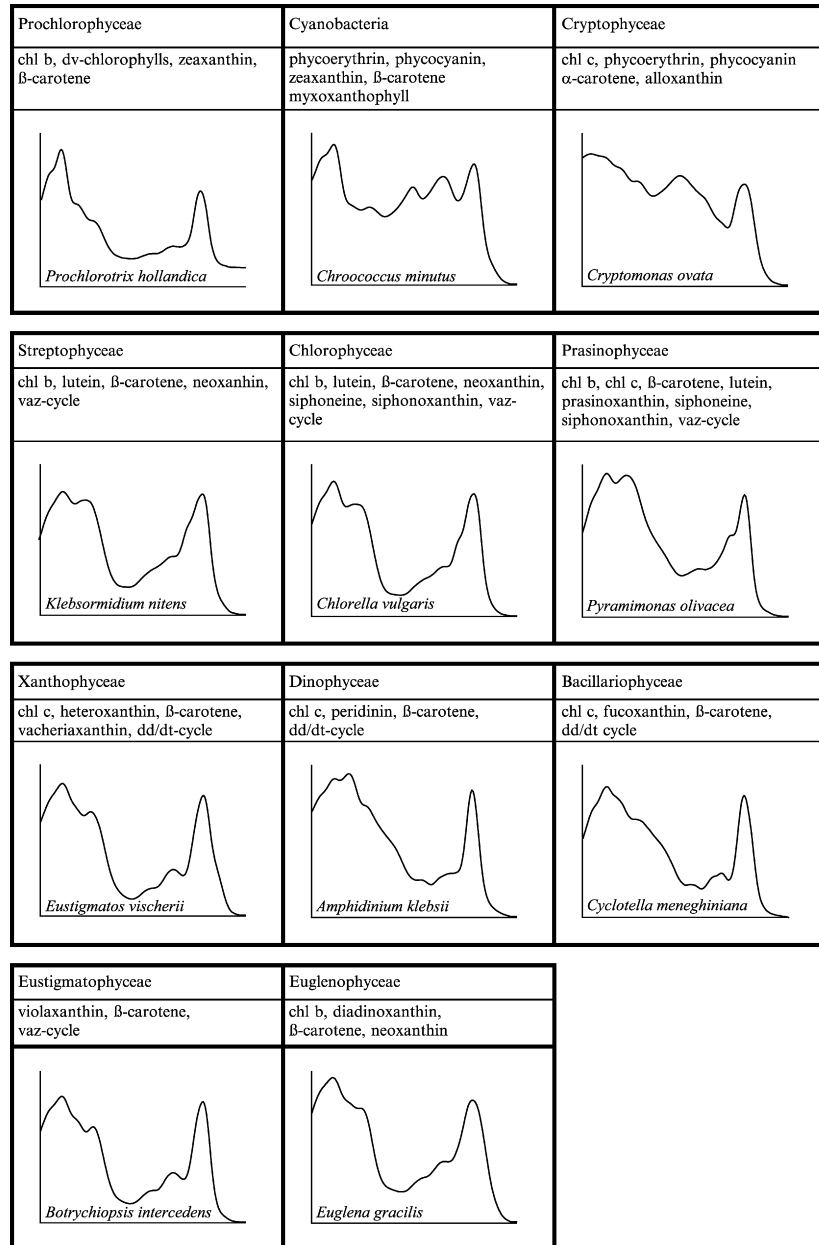 Prochlorophyceae
chl b, dv-chlorophylls, zeaxanthin,
ß-carotene
Prochlorotrix hollandica
Cyanobacteria
phycoerythrin, phycocyanin,
zeaxanthin, ß-carotene
myxoxanthophyll
Chroococcus minutus
Cryptophyceae
chl c, phycoerythrin, phycocyanin
α-carotene, alloxanthin
Cryptomonas ovata
Streptophyceae
chl b, lutein, ß-carotene, neoxanhin,
vaz-cycle
Klebsormidium nitens
Chlorophyceae
chl b, lutein, ß-carotene, neoxanthin,
siphoneine, siphonoxanthin, vaz-
cycle
Chlorella vulgaris
Prasinophyceae
chl b, chl c, ß-carotene, lutein,
prasinoxanthin, siphoneine,
siphonoxanthin, vaz-cycle
Pyramimonas olivacea
Xanthophyceae
chl c, heteroxanthin, ß-carotene,
vacheriaxanthin, dd/dt-cycle
Eustigmatos vischerii
Dinophyceae
chl c, peridinin, ß-carotene,
dd/dt-cycle
Amphidinium klebsii
Bacillariophyceae
chl c, fucoxanthin, ß-carotene,
dd/dt cycle
Cyclotella meneghiniana
Eustigmatophyceae
violaxanthin, ß-carotene,
vaz-cycle
Botrychiopsis intercedens
Euglenophyceae
chl b, diadinoxanthin,
ß-carotene, neoxanthin
Euglena gracilis